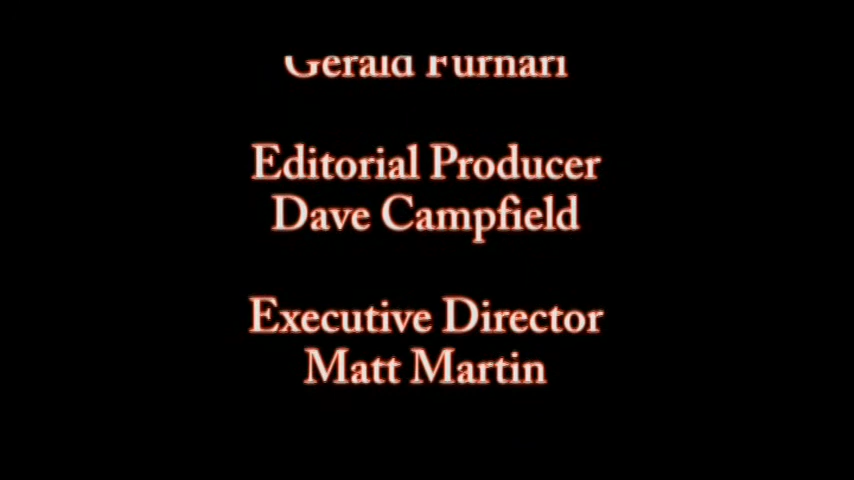 Gerald Furnari
Editorial Producer
Dave Campfield
Executive Director
Matt Martin